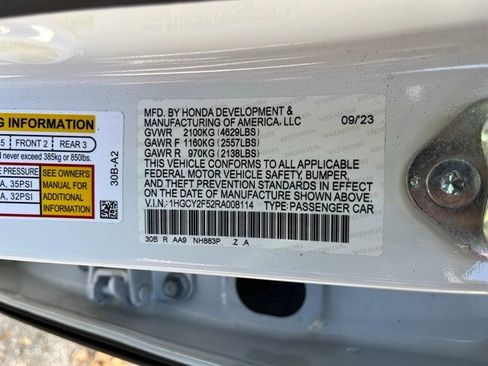 G INFORMATION
5 FRONT 2 REAR 3
d never exceed 385kg or 850lbs.
E PRESSURE
A, 35PSI
A, 32PSI
SEE OWNER'S
MANUAL FOR
ADDITIONAL
INFORMATION
30B-A2
MFD. BY HONDA DEVELOPMENT &
MANUFACTURING OF AMERICA, LLC 09/23
GVWR 2100KG (4629LBS)
GAWR F 1160KG (2557LBS)
GAWR R 970KG (2138LBS)
THIS VEHICLE CONFORMS TO ALL APPLICABLE
FEDERAL MOTOR VEHICLE SAFETY, BUMPER,
AND THEFT PREVENTION STANDARDS IN EFFECT
ON THE DATE OF MANUFACTURE SHOWN ABOVE.
V.I.N.: 1HGCY2F52RA008114 TYPE: PASSENGER CAR
30B R AA9 NH883P .Z .A